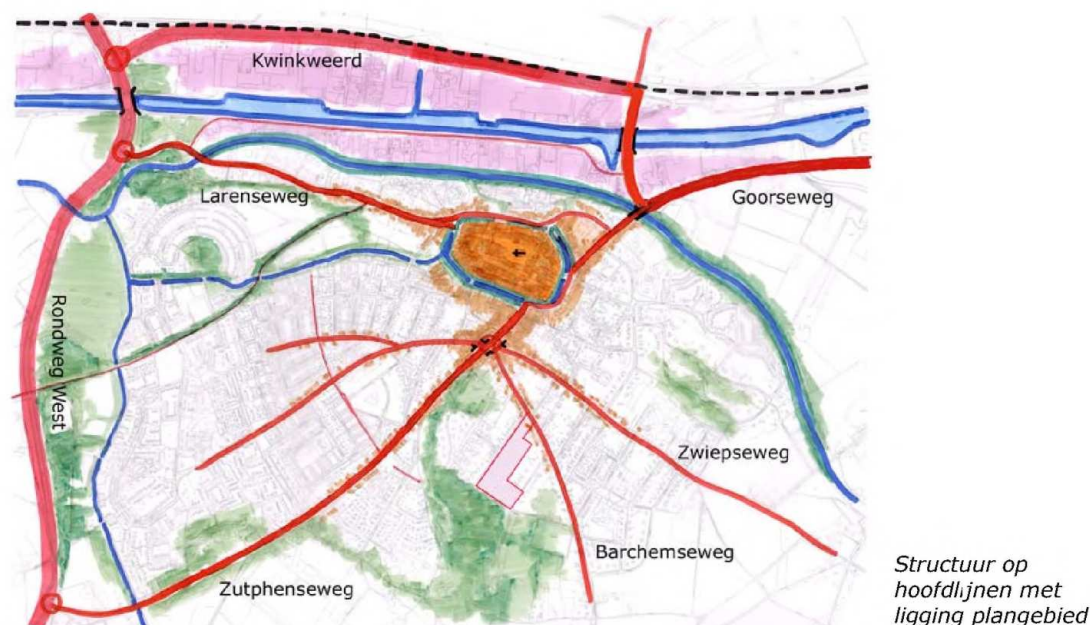 Kwinkweerd
Larenseweg
Goorseweg
Rondweg West
Zwiepseweg
Barchemseweg
Zutphenseweg
Structuur op
hoofdlijnen met
ligging plangebied